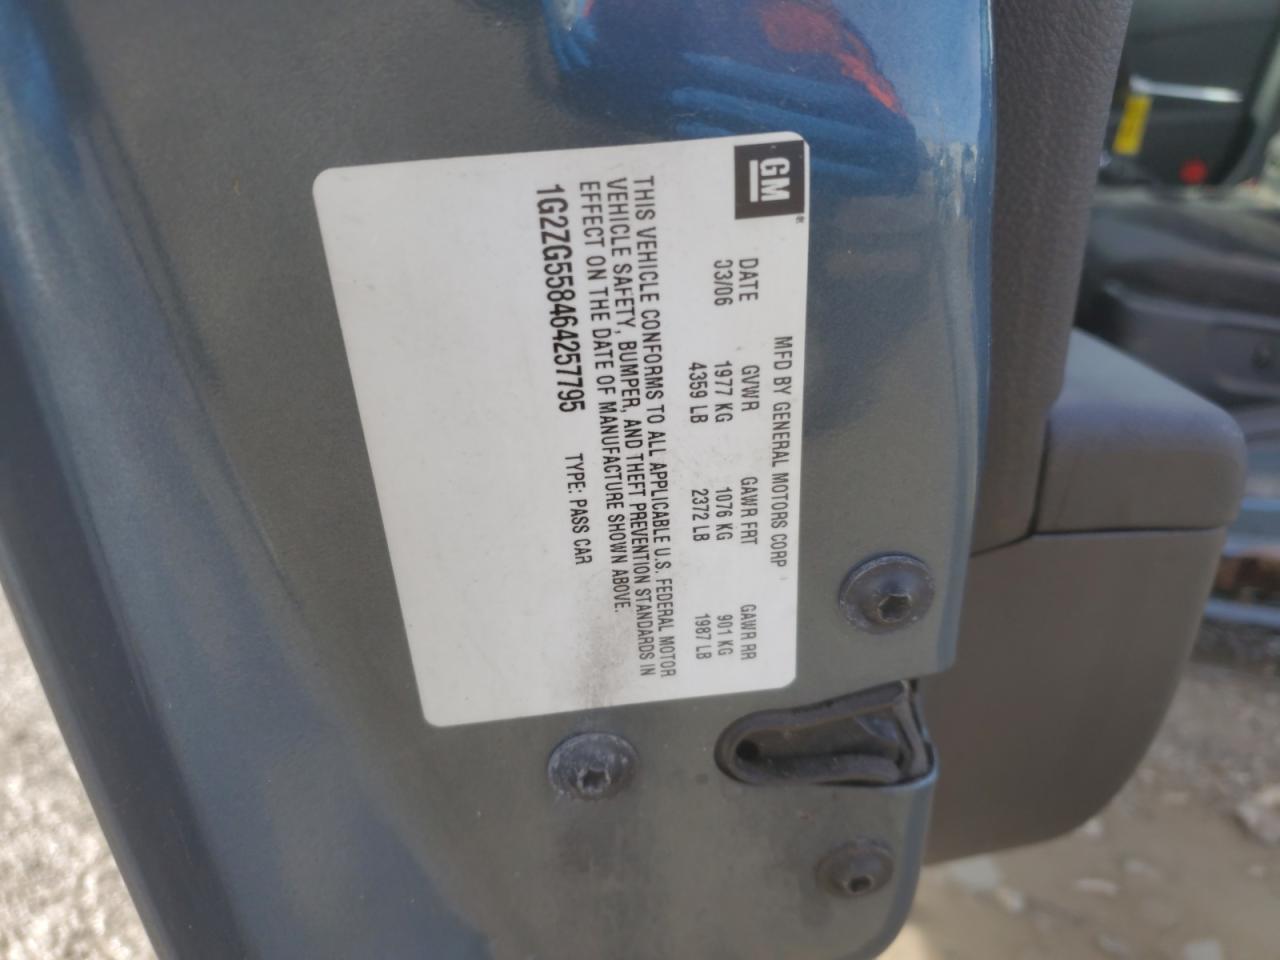 GM ®
MFD BY GENERAL MOTORS CORP
DATE GVWR GAWR FRT GAWR RR
03/06 1977 KG 1076 KG 901 KG
4359 LB 2372 LB 1987 LB
THIS VEHICLE CONFORMS TO ALL APPLICABLE U.S. FEDERAL MOTOR
VEHICLE SAFETY, BUMPER, AND THEFT PREVENTION STANDARDS IN
EFFECT ON THE DATE OF MANUFACTURE SHOWN ABOVE.
1G2ZG558464257795 TYPE: PASS CAR